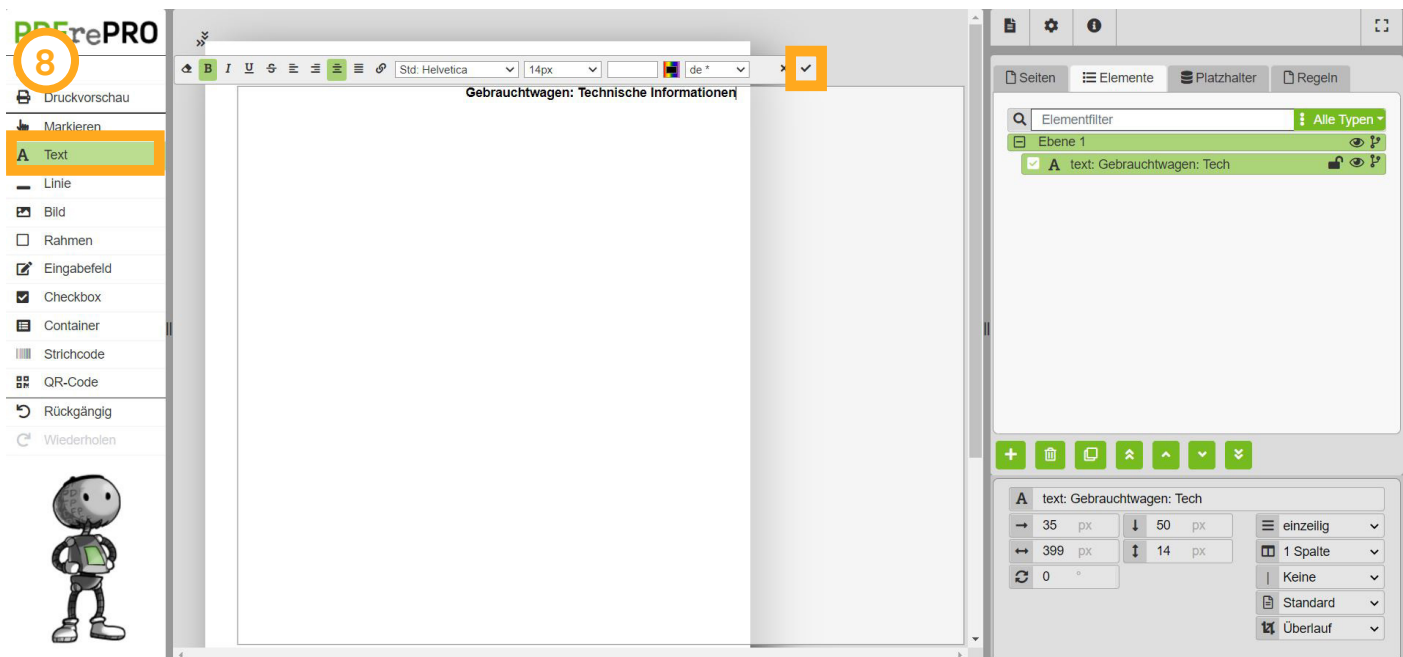 PDFrePRO
8
Druckvorschau
Markieren
Text
Linie
Bild
Rahmen
Eingabefeld
Checkbox
Container
Strichcode
QR-Code
Rückgängig
Wiederholen
B I U S Std: Helvetica 14px de *
Gebrauchtwagen: Technische Informationen
Seiten Elemente Platzhalter Regeln
Elementfilter Alle Typen
Ebene 1
A text: Gebrauchtwagen: Tech
A text: Gebrauchtwagen: Tech
35 px 50 px einzeilig
399 px 14 px 1 Spalte
0 ° Keine
Standard
Überlauf